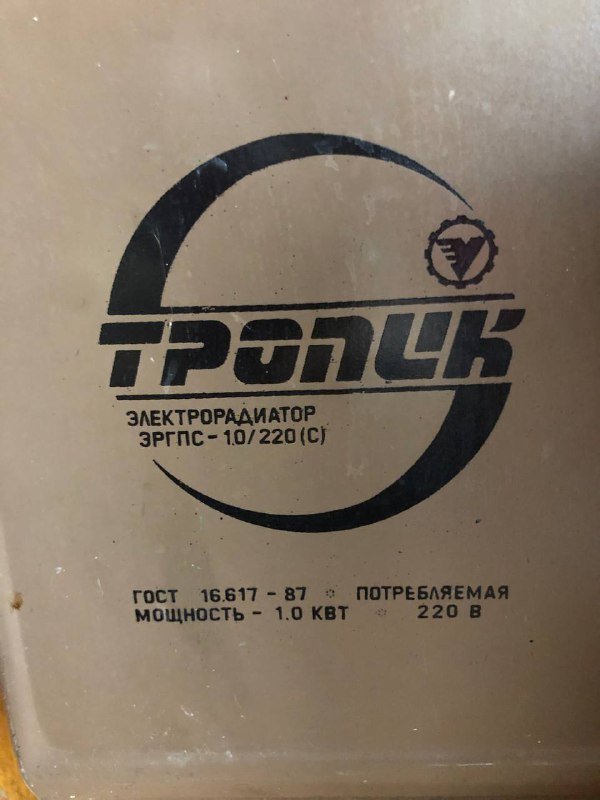 ТРОПИК
ЭЛЕКТРОРАДИАТОР
ЭРГПС-1.0/220(С)
ГОСТ 16.617-87 ПОТРЕБЛЯЕМАЯ
МОЩНОСТЬ-1.0 КВТ 220 В